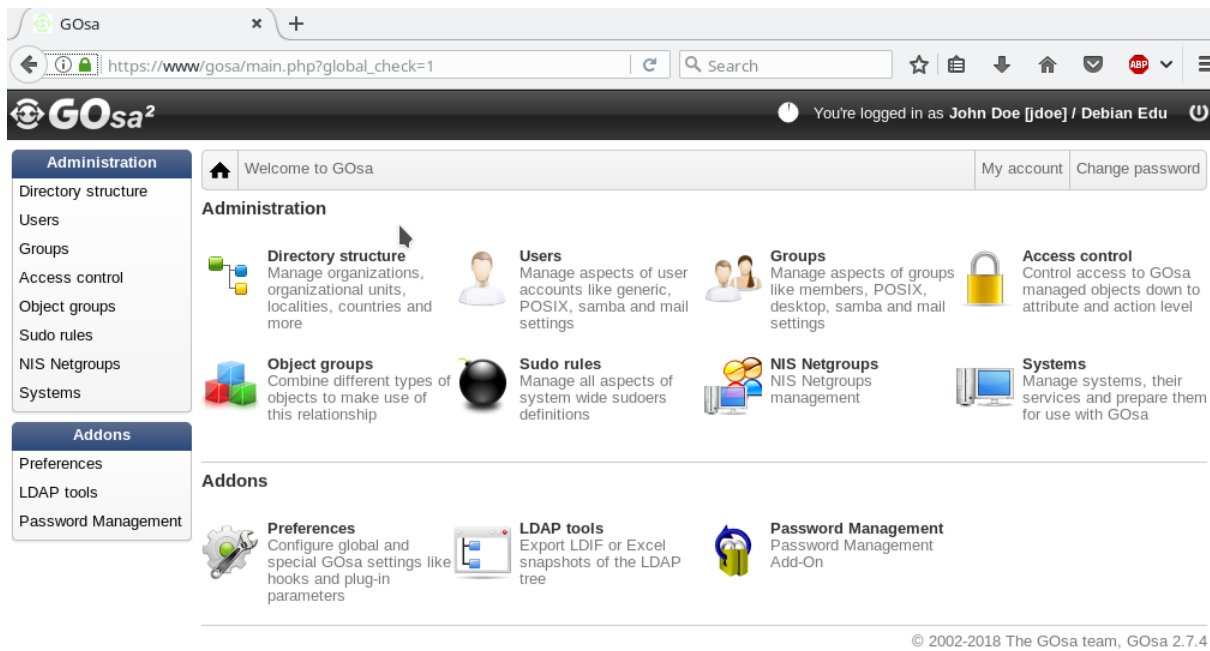 GOsa
https://www/gosa/main.php?global_check=1
Search
ABP
GOsa²
You're logged in as John Doe [jdoe] / Debian Edu
Administration
Directory structure
Users
Groups
Access control
Object groups
Sudo rules
NIS Netgroups
Systems
Addons
Preferences
LDAP tools
Password Management
Welcome to GOsa
My account
Change password
Administration
Directory structure
Manage organizations,
organizational units,
localities, countries and
more
Users
Manage aspects of user
accounts like generic,
POSIX, samba and mail
settings
Groups
Manage aspects of groups
like members, POSIX,
desktop, samba and mail
settings
Access control
Control access to GOsa
managed objects down to
attribute and action level
Object groups
Combine different types of
objects to make use of
this relationship
Sudo rules
Manage all aspects of
system wide sudoers
definitions
NIS Netgroups
NIS Netgroups
management
Systems
Manage systems, their
services and prepare them
for use with GOsa
Addons
Preferences
Configure global and
special GOsa settings like
hooks and plug-in
parameters
LDAP tools
Export LDIF or Excel
snapshots of the LDAP
tree
Password Management
Password Management
Add-On
© 2002-2018 The GOsa team, GOsa 2.7.4